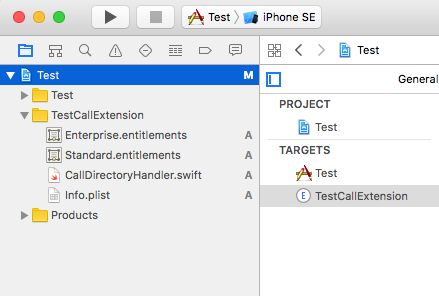 Test iPhone SE
Test
Test M
General
Test
PROJECT
TestCallExtension
Test
Enterprise.entitlements A
TARGETS
Standard.entitlements A
Test
CallDirectoryHandler.swift A
E TestCallExtension
Info.plist A
Products